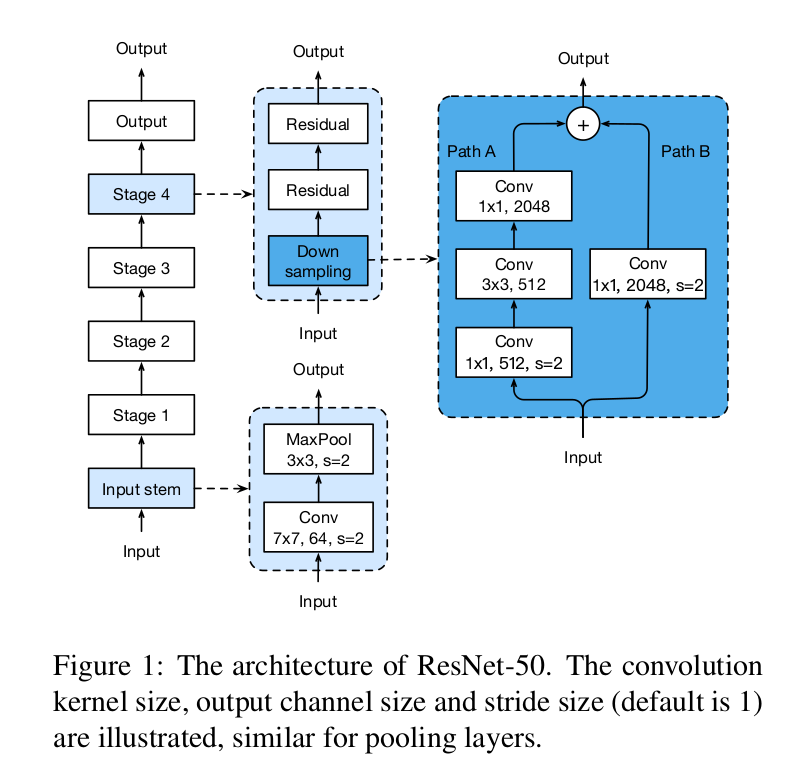 Output
Output
Stage 4
Stage 3
Stage 2
Stage 1
Input stem
Input
Output
Residual
Residual
Down
sampling
Input
Output
MaxPool
3x3, s=2
Conv
7x7, 64, s=2
Input
Output
+
Path A
Path B
Conv
1x1, 2048
Conv
3x3, 512
Conv
1x1, 2048, s=2
Conv
1x1, 512, s=2
Input
Figure 1: The architecture of ResNet-50. The convolution
kernel size, output channel size and stride size (default is 1)
are illustrated, similar for pooling layers.